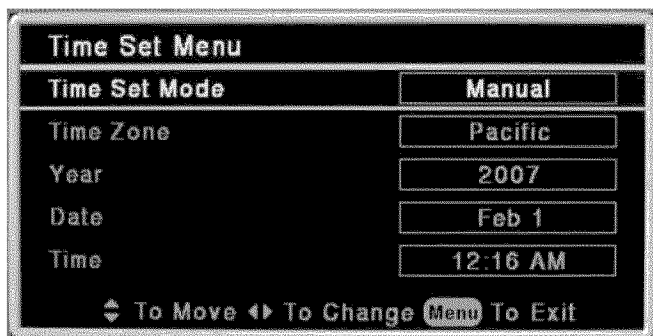 Time Set Menu
Time Set Mode Manual
Time Zone Pacific
Year 2007
Date Feb 1
Time 12:16 AM
To Move To Change Menu To Exit